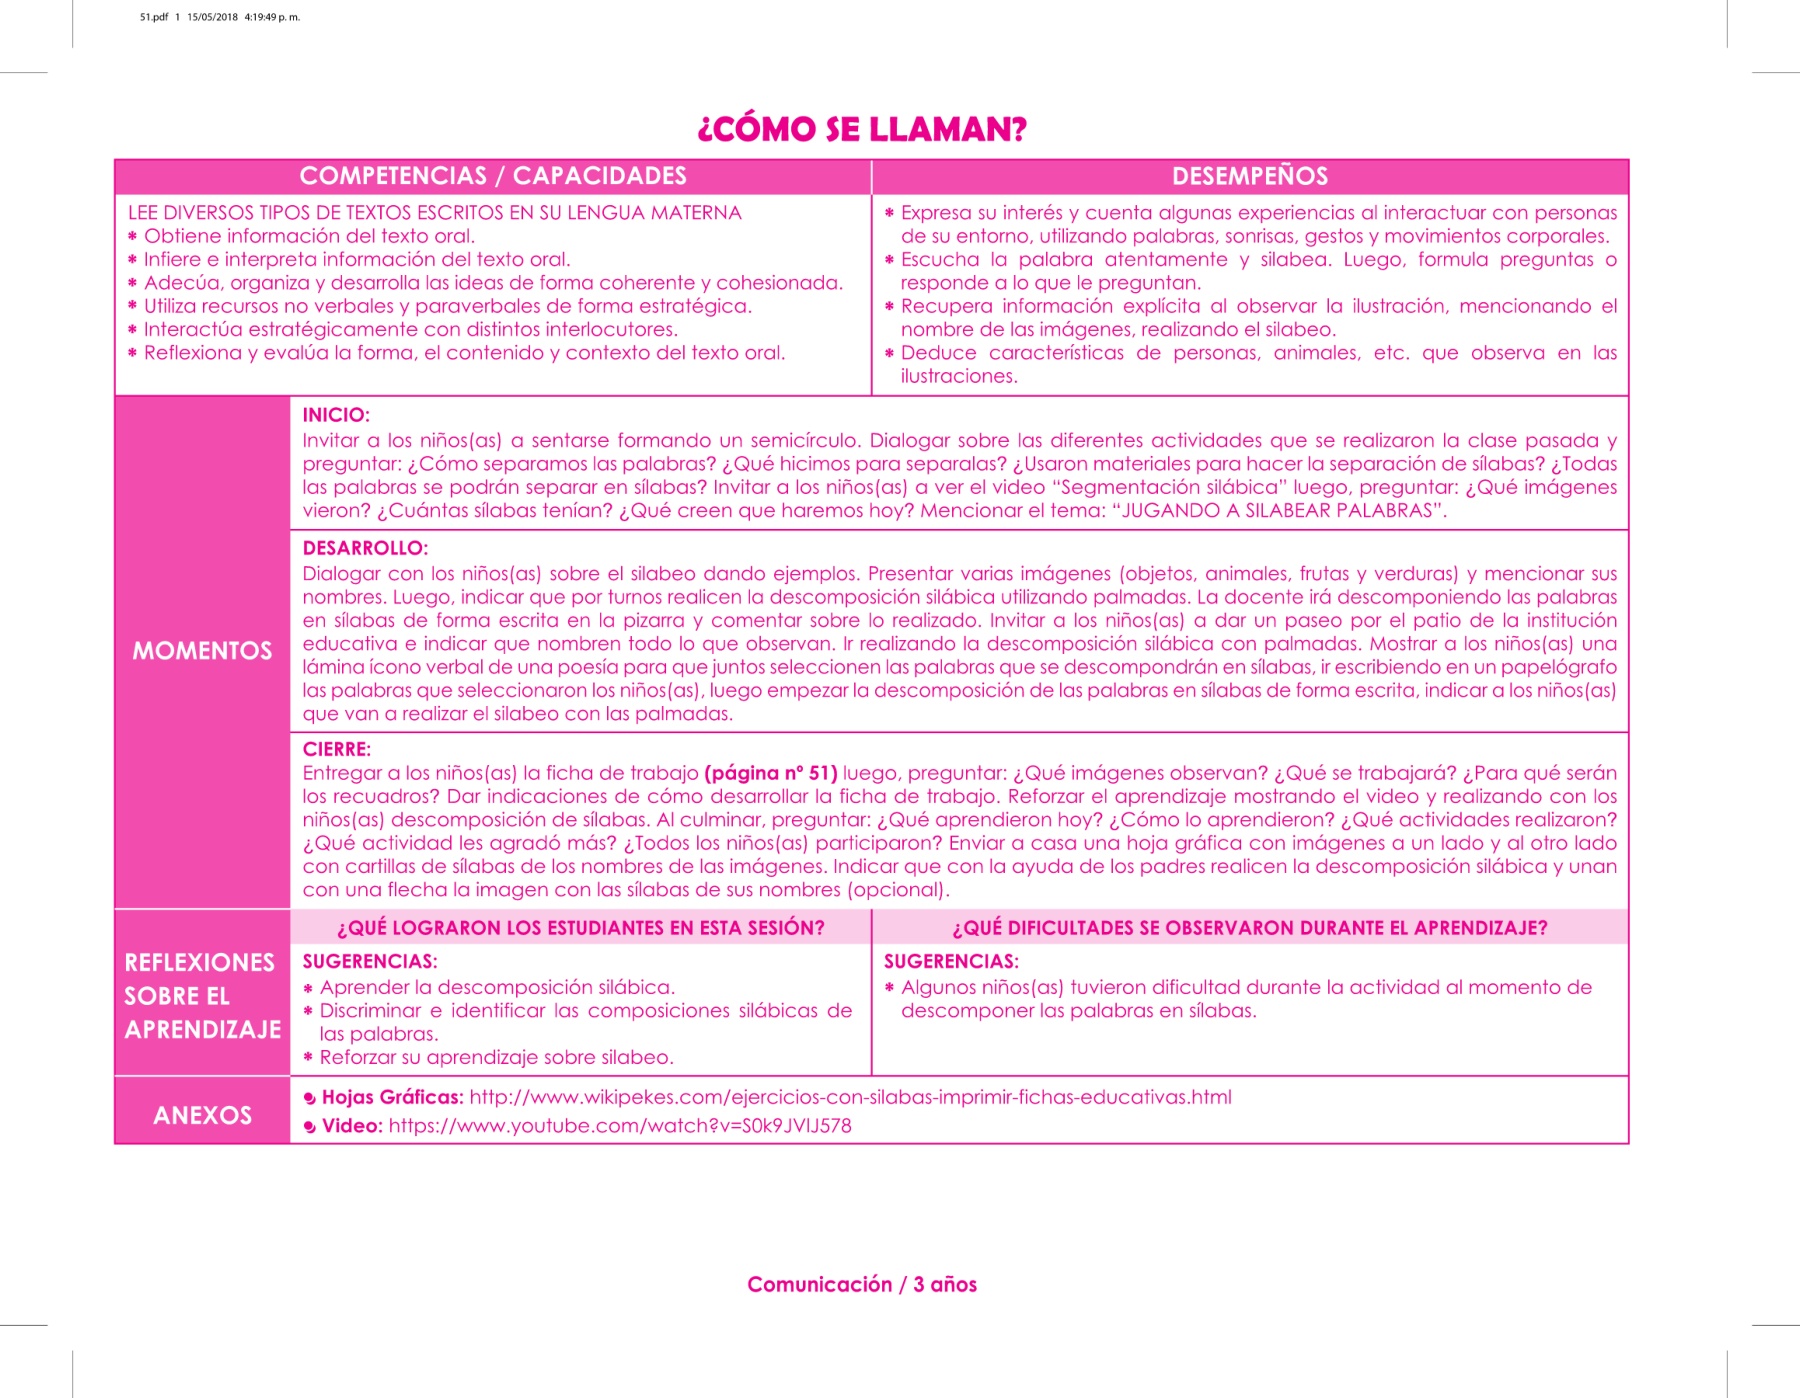 51.pdf 1 15/05/2018 4:19:49 p. m.
¿CÓMO SE LLAMAN?
COMPETENCIAS / CAPACIDADES
LEE DIVERSOS TIPOS DE TEXTOS ESCRITOS EN SU LENGUA MATERNA
* Obtiene información del texto oral.
* Infiere e interpreta información del texto oral.
* Adecúa, organiza y desarrolla las ideas de forma coherente y cohesionada.
* Utiliza recursos no verbales y paraverbales de forma estratégica.
* Interactúa estratégicamente con distintos interlocutores.
* Reflexiona y evalúa la forma, el contenido y contexto del texto oral.
DESEMPEÑOS
* Expresa su interés y cuenta algunas experiencias al interactuar con personas
de su entorno, utilizando palabras, sonrisas, gestos y movimientos corporales.
* Escucha la palabra atentamente y silabea. Luego, formula preguntas o
responde a lo que le preguntan.
* Recupera información explícita al observar la ilustración, mencionando el
nombre de las imágenes, realizando el silabeo.
* Deduce características de personas, animales, etc. que observa en las
ilustraciones.
MOMENTOS
INICIO:
Invitar a los niños(as) a sentarse formando un semicírculo. Dialogar sobre las diferentes actividades que se realizaron la clase pasada y
preguntar: ¿Cómo separamos las palabras? ¿Qué hicimos para separalas? ¿Usaron materiales para hacer la separación de sílabas? ¿Todas
las palabras se podrán separar en sílabas? Invitar a los niños(as) a ver el video “Segmentación silábica” luego, preguntar: ¿Qué imágenes
vieron? ¿Cuántas sílabas tenían? ¿Qué creen que haremos hoy? Mencionar el tema: “JUGANDO A SILABEAR PALABRAS”.
DESARROLLO:
Dialogar con los niños(as) sobre el silabeo dando ejemplos. Presentar varias imágenes (objetos, animales, frutas y verduras) y mencionar sus
nombres. Luego, indicar que por turnos realicen la descomposición silábica utilizando palmadas. La docente irá descomponiendo las palabras
en sílabas de forma escrita en la pizarra y comentar sobre lo realizado. Invitar a los niños(as) a dar un paseo por el patio de la institución
educativa e indicar que nombren todo lo que observan. Ir realizando la descomposición silábica con palmadas. Mostrar a los niños(as) una
lámina ícono verbal de una poesía para que juntos seleccionen las palabras que se descompondrán en sílabas, ir escribiendo en un papelógrafo
las palabras que seleccionaron los niños(as), luego empezar la descomposición de las palabras en sílabas de forma escrita, indicar a los niños(as)
que van a realizar el silabeo con las palmadas.
CIERRE:
Entregar a los niños(as) la ficha de trabajo (página nº 51) luego, preguntar: ¿Qué imágenes observan? ¿Qué se trabajará? ¿Para qué serán
los recuadros? Dar indicaciones de cómo desarrollar la ficha de trabajo. Reforzar el aprendizaje mostrando el video y realizando con los
niños(as) descomposición de sílabas. Al culminar, preguntar: ¿Qué aprendieron hoy? ¿Cómo lo aprendieron? ¿Qué actividades realizaron?
¿Qué actividad les agradó más? ¿Todos los niños(as) participaron? Enviar a casa una hoja gráfica con imágenes a un lado y al otro lado
con cartillas de sílabas de los nombres de las imágenes. Indicar que con la ayuda de los padres realicen la descomposición silábica y unan
con una flecha la imagen con las sílabas de sus nombres (opcional).
REFLEXIONES
SOBRE EL
APRENDIZAJE
¿QUÉ LOGRARON LOS ESTUDIANTES EN ESTA SESIÓN?
SUGERENCIAS:
* Aprender la descomposición silábica.
* Discriminar e identificar las composiciones silábicas de
las palabras.
* Reforzar su aprendizaje sobre silabeo.
¿QUÉ DIFICULTADES SE OBSERVARON DURANTE EL APRENDIZAJE?
SUGERENCIAS:
* Algunos niños(as) tuvieron dificultad durante la actividad al momento de
descomponer las palabras en sílabas.
ANEXOS
Hojas Gráficas: http://www.wikipekes.com/ejercicios-con-silabas-imprimir-fichas-educativas.html
Video: https://www.youtube.com/watch?v=S0k9JVlJ578
Comunicación / 3 años